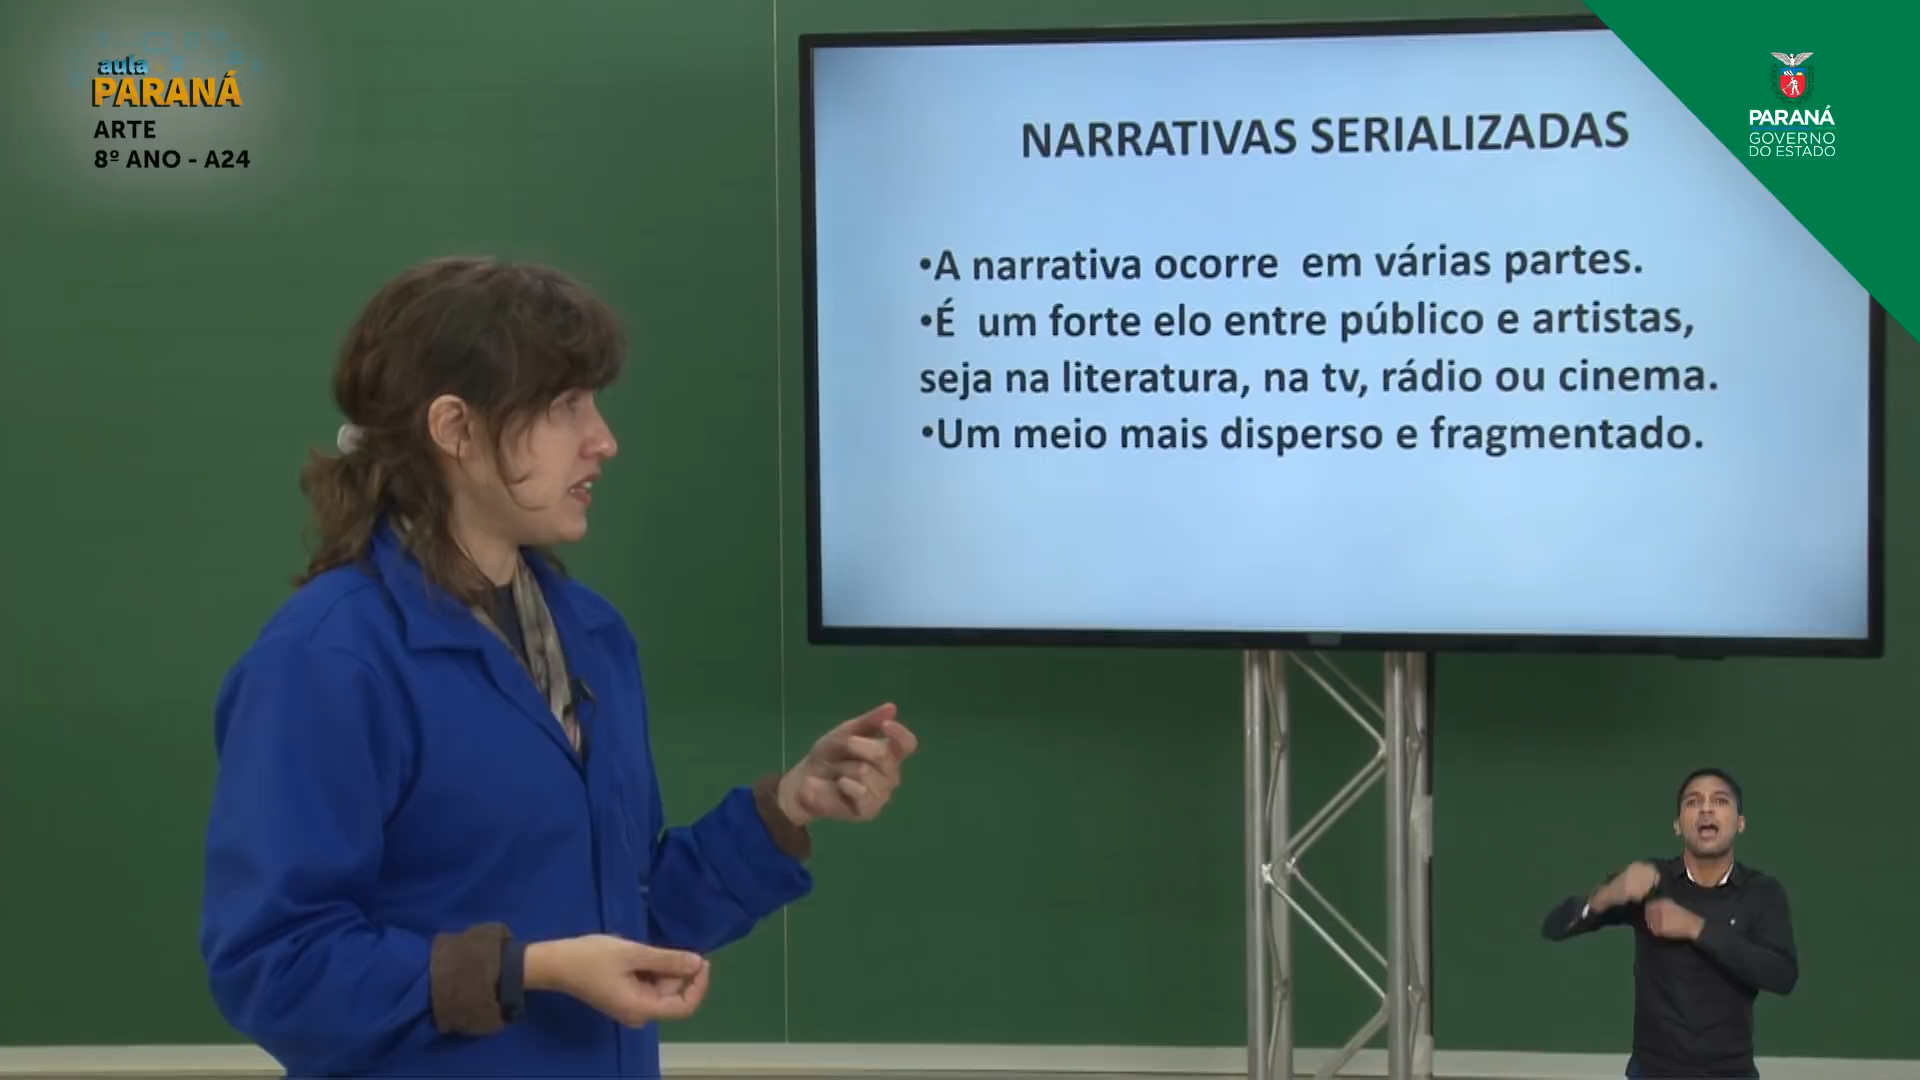 aula
PARANÁ
ARTE
8º ANO - A24
NARRATIVAS SERIALIZADAS
•A narrativa ocorre em várias partes.
•É um forte elo entre público e artistas,
seja na literatura, na tv, rádio ou cinema.
•Um meio mais disperso e fragmentado.
PARANÁ
GOVERNO
DO ESTADO